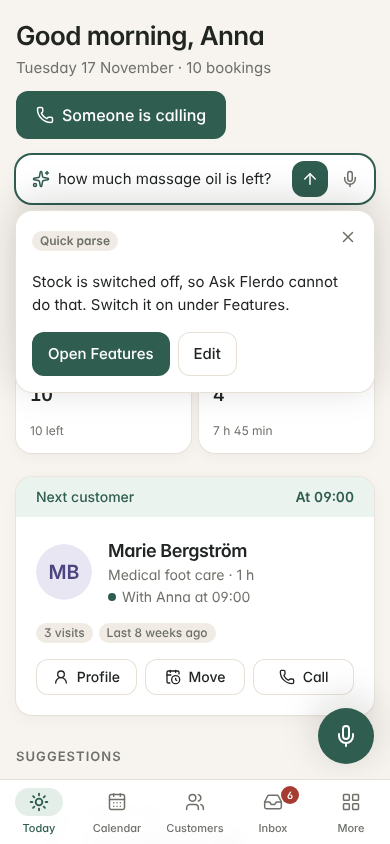 Good morning, Anna
Tuesday 17 November · 10 bookings
Someone is calling
how much massage oil is left?
Quick parse
Stock is switched off, so Ask Flerdo cannot
do that. Switch it on under Features.
Open Features
Edit
10
4
10 left
7 h 45 min
Next customer
At 09:00
MB
Marie Bergström
Medical foot care · 1 h
With Anna at 09:00
3 visits
Last 8 weeks ago
Profile
Move
Call
SUGGESTIONS
6
Today
Calendar
Customers
Inbox
More